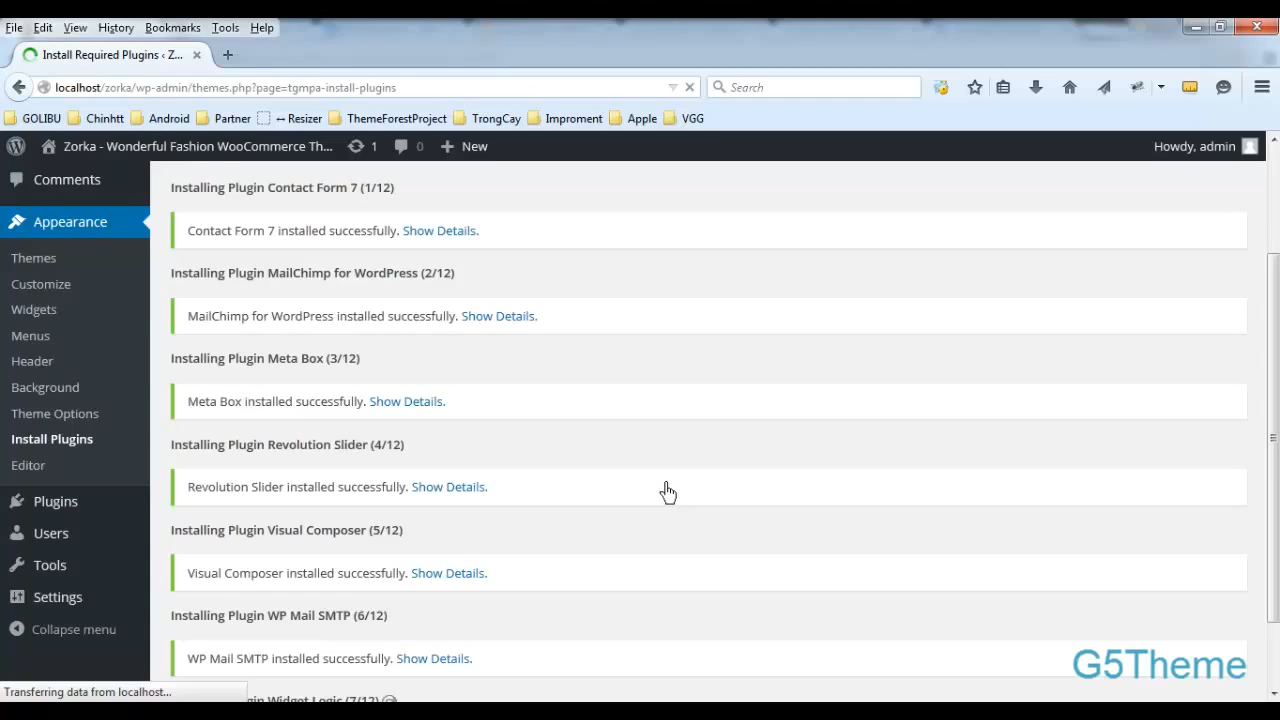 File Edit View History Bookmarks Tools Help
Install Required Plugins ‹ Z...
localhost/zorka/wp-admin/themes.php?page=tgmpa-install-plugins
Search
GOLIBU Chinhtt Android Partner ↔ Resizer ThemeForestProject TrongCay Improment Apple VGG
Zorka - Wonderful Fashion WooCommerce Th... 1 0 New Howdy, admin
Comments
Appearance
Themes
Customize
Widgets
Menus
Header
Background
Theme Options
Install Plugins
Editor
Plugins
Users
Tools
Settings
Collapse menu
Installing Plugin Contact Form 7 (1/12)
Contact Form 7 installed successfully. Show Details.
Installing Plugin MailChimp for WordPress (2/12)
MailChimp for WordPress installed successfully. Show Details.
Installing Plugin Meta Box (3/12)
Meta Box installed successfully. Show Details.
Installing Plugin Revolution Slider (4/12)
Revolution Slider installed successfully. Show Details.
Installing Plugin Visual Composer (5/12)
Visual Composer installed successfully. Show Details.
Installing Plugin WP Mail SMTP (6/12)
WP Mail SMTP installed successfully. Show Details.
Widget Logic (7/12)
G5Theme
Transferring data from localhost...